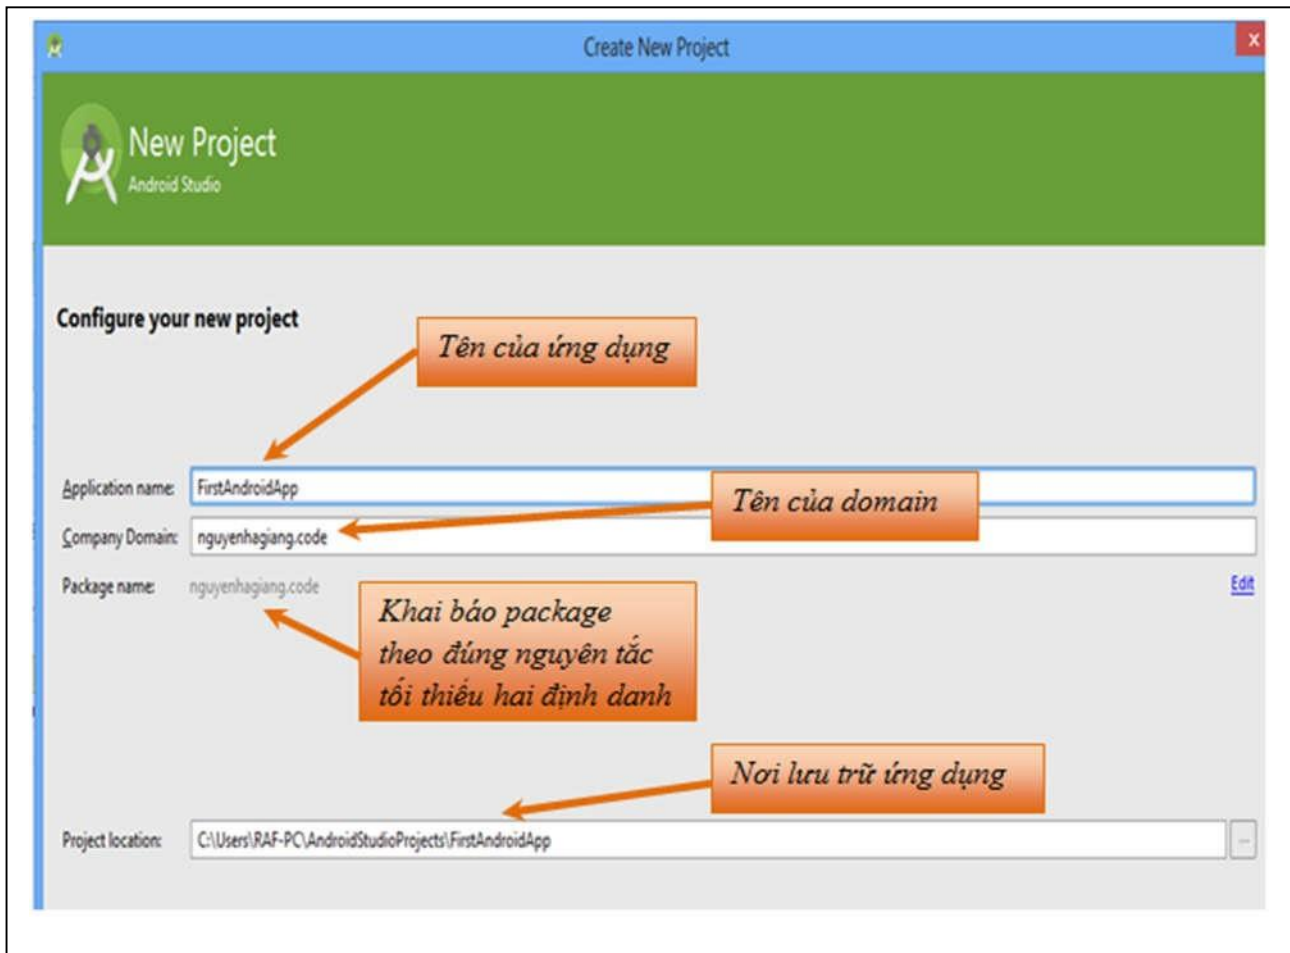 Create New Project
x
New Project
Android Studio
Configure your new project
Tên của ứng dụng
Application name:
FirstAndroidApp
Tên của domain
Company Domain:
nguyenhagiang.code
Package name:
nguyenhagiang.code
Edit
Khai báo package
theo đúng nguyên tắc
tối thiểu hai định danh
Nơi lưu trữ ứng dụng
Project location:
C:\Users\RAF-PC\AndroidStudioProjects\FirstAndroidApp
...